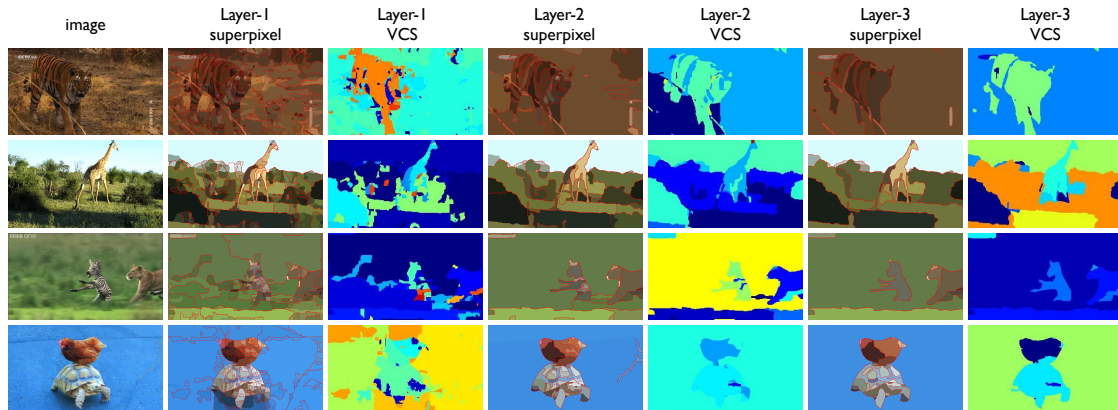 image
Layer-1
superpixel
Layer-1
VCS
Layer-2
superpixel
Layer-2
VCS
Layer-3
superpixel
Layer-3
VCS